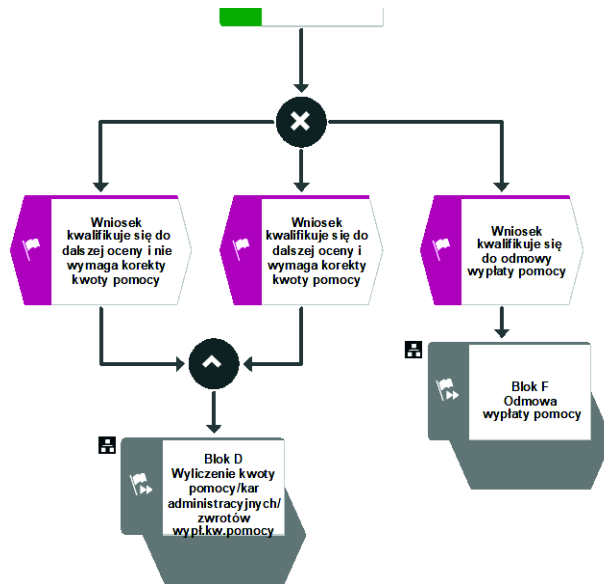 Wniosek
kwalifikuje się do
dalszej oceny i nie
wymaga korekty
kwoty pomocy
Wniosek
kwalifikuje się do
dalszej oceny i
wymaga korekty
kwoty pomocy
Wniosek
kwalifikuje się
do odmowy
wypłaty pomocy
Blok F
Odmowa
wypłaty pomocy
Blok D
Wyliczenie kwoty
pomocy/kar
administracyjnych/
zwrotów
wypł.kw.pomocy